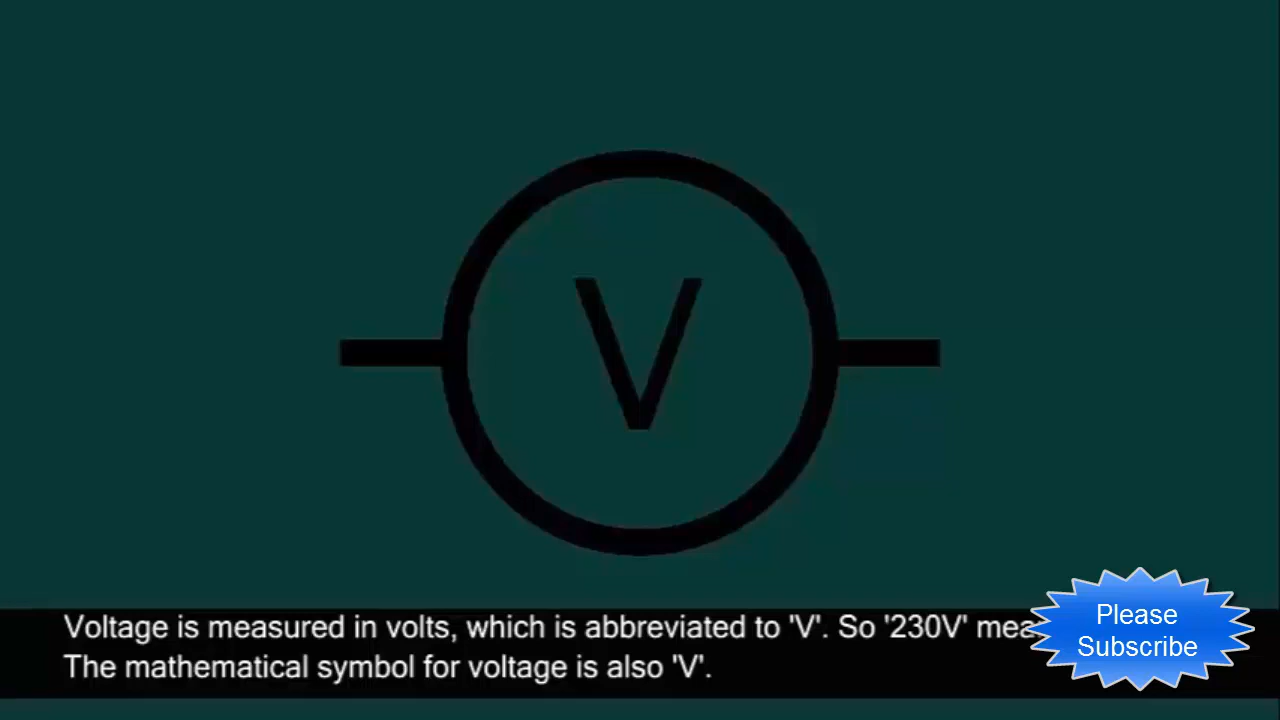 V
Voltage is measured in volts, which is abbreviated to 'V'. So '230V'
The mathematical symbol for voltage is also 'V'.
Please
Subscribe